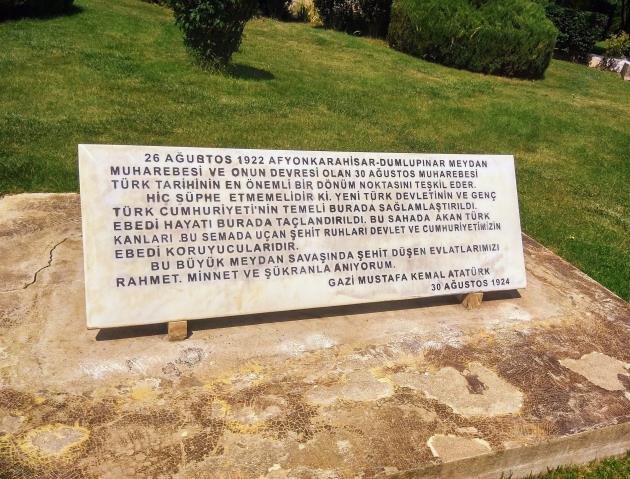 26 AĞUSTOS 1922 AFYONKARAHİSAR-DUMLUPINAR MEYDAN
MUHAREBESİ VE ONUN DEVRESİ OLAN 30 AĞUSTOS MUHAREBESİ
TÜRK TARİHİNİN EN ÖNEMLİ BİR DÖNÜM NOKTASINI TEŞKİL EDER.
HİÇ SÜPHE ETMEMELİDİR Kİ. YENİ TÜRK DEVLETİNİN VE GENÇ
TÜRK CUMHURİYETİ'NİN TEMELİ BURADA SAĞLAMLAŞTIRILDI.
EBEDİ HAYATI BURADA TAÇLANDIRILDI. BU SAHADA AKAN TÜRK
KANLARI .BU SEMADA UÇAN ŞEHİT RUHLARI DEVLET VE CUMHURİYETİMİZİN
EBEDİ KORUYUCULARIDIR.
BU BÜYÜK MEYDAN SAVAŞINDA ŞEHİT DÜŞEN EVLATLARIMIZI
RAHMET. MİNNET VE ŞÜKRANLA ANIYORUM.
GAZİ MUSTAFA KEMAL ATATÜRK
30 AĞUSTOS 1924